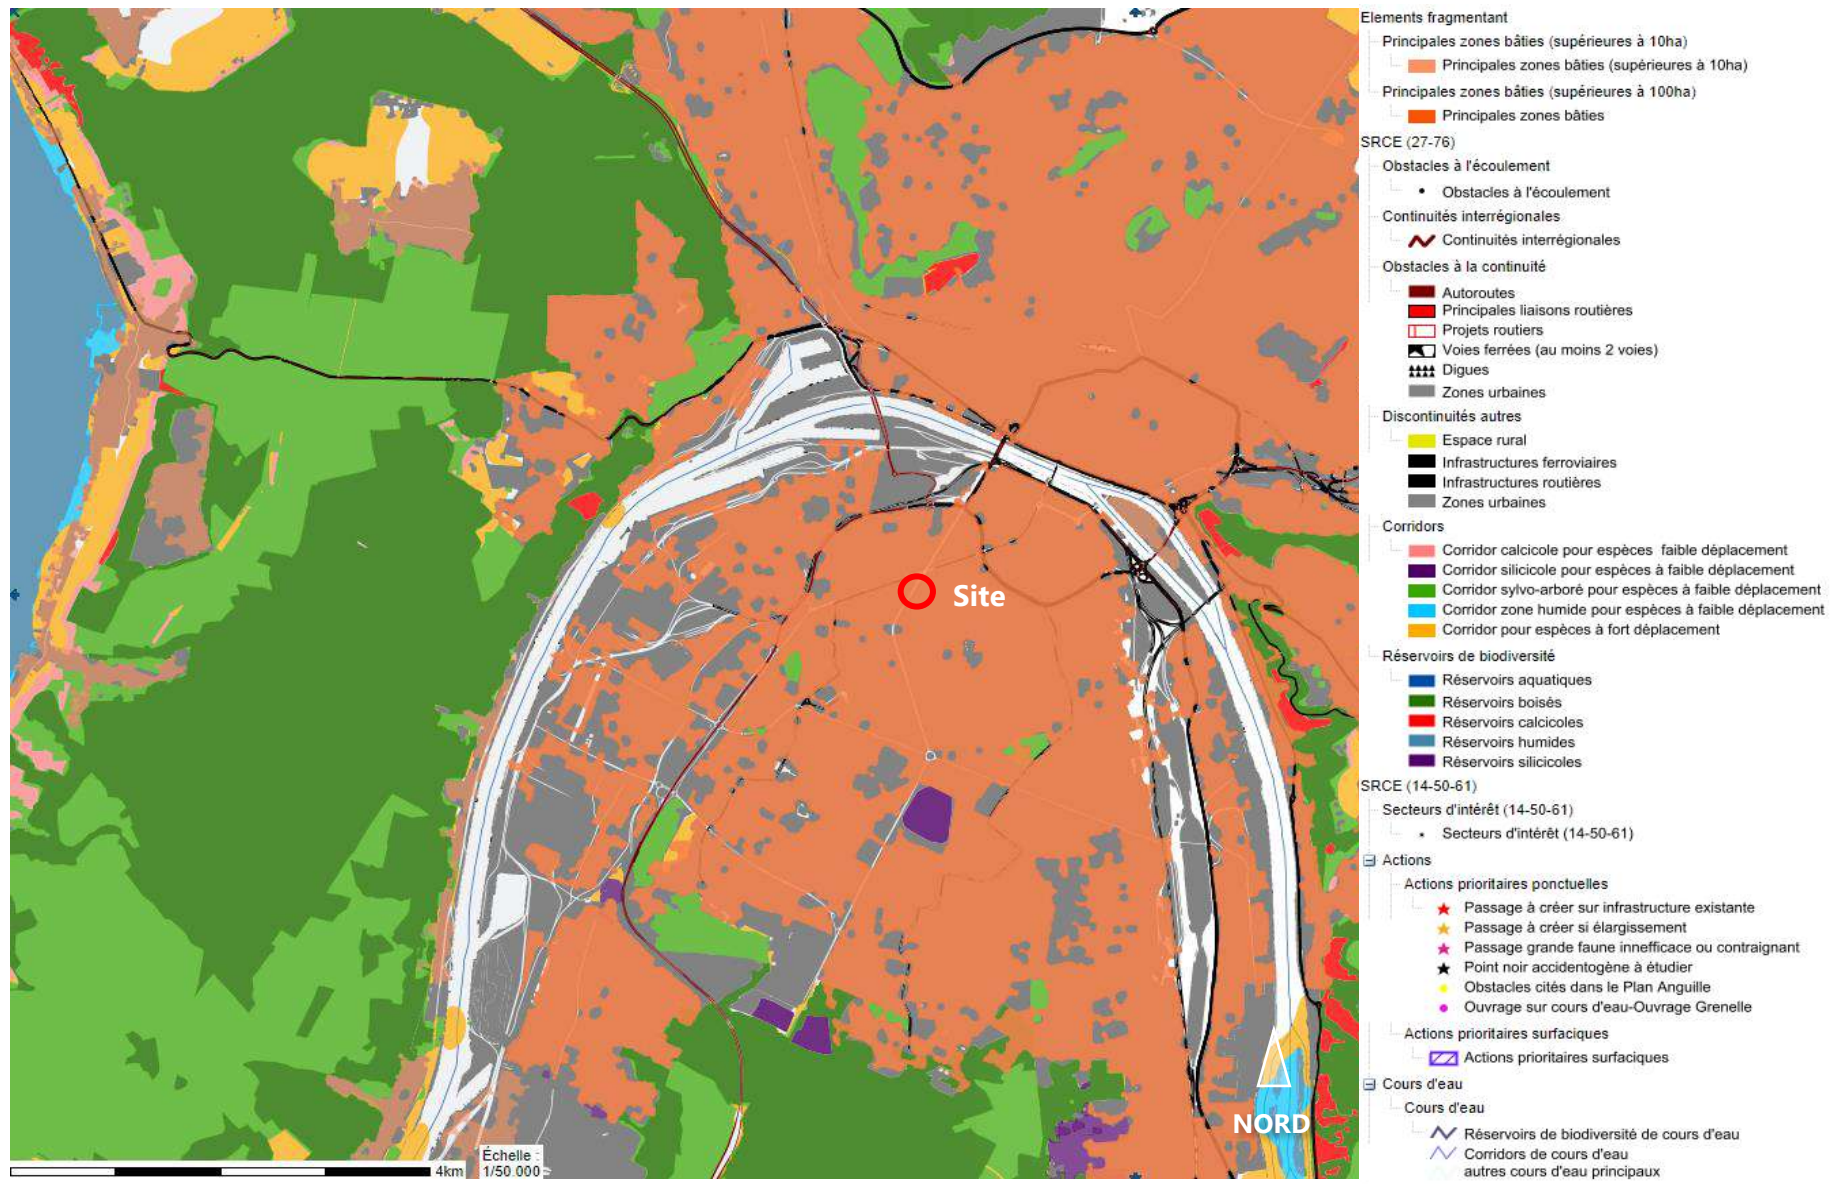 Elements fragmentant
Principales zones bâties (supérieures à 10ha)
Principales zones bâties (supérieures à 10ha)
Principales zones bâties (supérieures à 100ha)
Principales zones bâties
SRCE (27-76)
Obstacles à l'écoulement
Obstacles à l'écoulement
Continuités interrégionales
Continuités interrégionales
Obstacles à la continuité
Autoroutes
Principales liaisons routières
Projets routiers
Voies ferrées (au moins 2 voies)
Digues
Zones urbaines
Discontinuités autres
Espace rural
Infrastructures ferroviaires
Infrastructures routières
Zones urbaines
Corridors
Corridor calcicole pour espèces faible déplacement
Corridor silicicole pour espèces à faible déplacement
Corridor sylvo-arboré pour espèces à faible déplacement
Corridor zone humide pour espèces à faible déplacement
Corridor pour espèces à fort déplacement
Réservoirs de biodiversité
Réservoirs aquatiques
Réservoirs boisés
Réservoirs calcicoles
Réservoirs humides
Réservoirs silicicoles
SRCE (14-50-61)
Secteurs d'intérêt (14-50-61)
Secteurs d'intérêt (14-50-61)
Actions
Actions prioritaires ponctuelles
Passage à créer sur infrastructure existante
Passage à créer si élargissement
Passage grande faune innefficace ou contraignant
Point noir accidentogène à étudier
Obstacles cités dans le Plan Anguille
Ouvrage sur cours d'eau-Ouvrage Grenelle
Actions prioritaires surfaciques
Actions prioritaires surfaciques
Cours d'eau
Cours d'eau
Réservoirs de biodiversité de cours d'eau
Corridors de cours d'eau
autres cours d'eau principaux
Site
NORD
4km
Échelle :
1/50 000